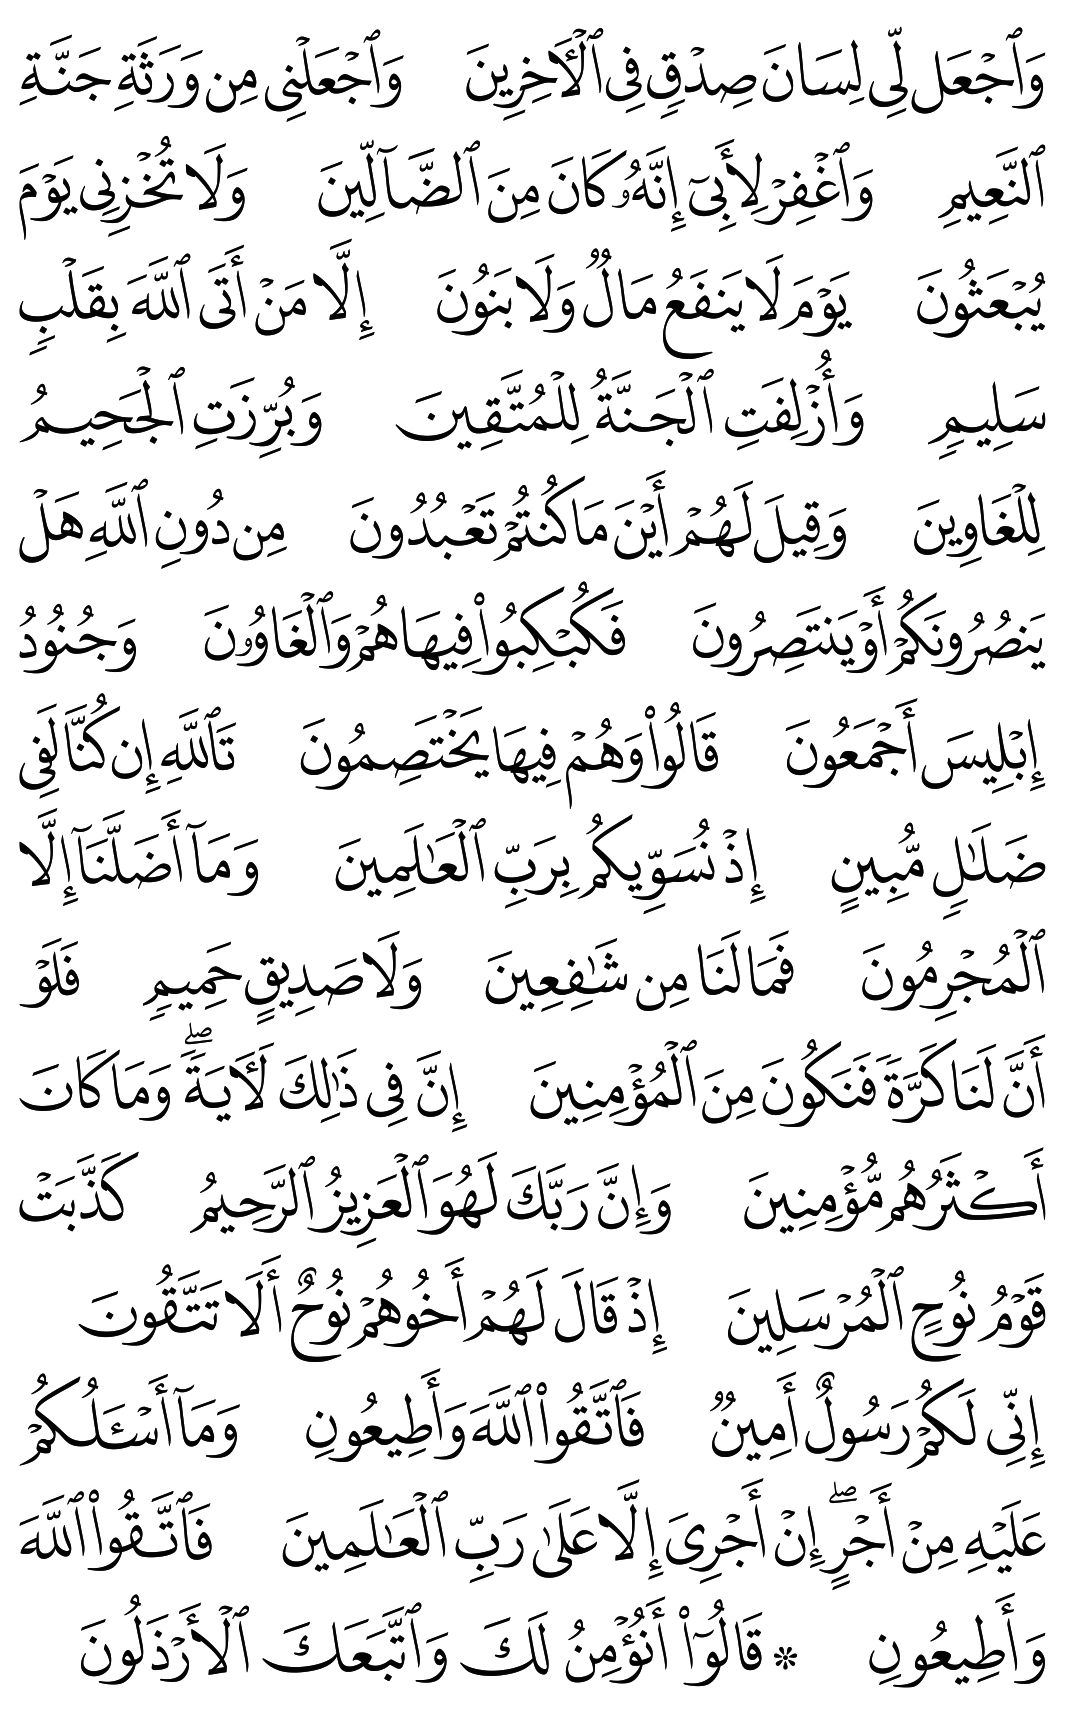 وَٱجۡعَل لِّي لِسَانَ صِدۡقٖ فِي ٱلۡأٓخِرِينَ وَٱجۡعَلۡنِي مِن وَرَثَةِ جَنَّةِ
ٱلنَّعِيمِ وَٱغۡفِرۡ لِأَبِيٓ إِنَّهُۥ كَانَ مِنَ ٱلضَّآلِّينَ وَلَا تُخۡزِنِي يَوۡمَ
يُبۡعَثُونَ يَوۡمَ لَا يَنفَعُ مَالٞ وَلَا بَنُونَ إِلَّا مَنۡ أَتَى ٱللَّهَ بِقَلۡبٖ
سَلِيمٖ وَأُزۡلِفَتِ ٱلۡجَنَّةُ لِلۡمُتَّقِينَ وَبُرِّزَتِ ٱلۡجَحِيمُ
لِلۡغَاوِينَ وَقِيلَ لَهُمۡ أَيۡنَ مَا كُنتُمۡ تَعۡبُدُونَ مِن دُونِ ٱللَّهِ هَلۡ
يَنصُرُونَكُمۡ أَوۡ يَنتَصِرُونَ فَكُبۡكِبُواْ فِيهَا هُمۡ وَٱلۡغَاوُۥنَ وَجُنُودُ
إِبۡلِيسَ أَجۡمَعُونَ قَالُواْ وَهُمۡ فِيهَا يَخۡتَصِمُونَ تَٱللَّهِ إِن كُنَّا لَفِي
ضَلَٰلٖ مُّبِينٍ إِذۡ نُسَوِّيكُم بِرَبِّ ٱلۡعَٰلَمِينَ وَمَآ أَضَلَّنَآ إِلَّا
ٱلۡمُجۡرِمُونَ فَمَا لَنَا مِن شَٰفِعِينَ وَلَا صَدِيقٍ حَمِيمٖ فَلَوۡ
أَنَّ لَنَا كَرَّةٗ فَنَكُونَ مِنَ ٱلۡمُؤۡمِنِينَ إِنَّ فِي ذَٰلِكَ لَأٓيَةٗۖ وَمَا كَانَ
أَكۡثَرُهُم مُّؤۡمِنِينَ وَإِنَّ رَبَّكَ لَهُوَ ٱلۡعَزِيزُ ٱلرَّحِيمُ كَذَّبَتۡ
قَوۡمُ نُوحٍ ٱلۡمُرۡسَلِينَ إِذۡ قَالَ لَهُمۡ أَخُوهُمۡ نُوحٌ أَلَا تَتَّقُونَ
إِنِّي لَكُمۡ رَسُولٌ أَمِينٞ فَٱتَّقُواْ ٱللَّهَ وَأَطِيعُونِ وَمَآ أَسۡـَٔلُكُمۡ
عَلَيۡهِ مِنۡ أَجۡرٍۖ إِنۡ أَجۡرِيَ إِلَّا عَلَىٰ رَبِّ ٱلۡعَٰلَمِينَ فَٱتَّقُواْ ٱللَّهَ
وَأَطِيعُونِ * قَالُوٓاْ أَنُؤۡمِنُ لَكَ وَٱتَّبَعَكَ ٱلۡأَرۡذَلُونَ